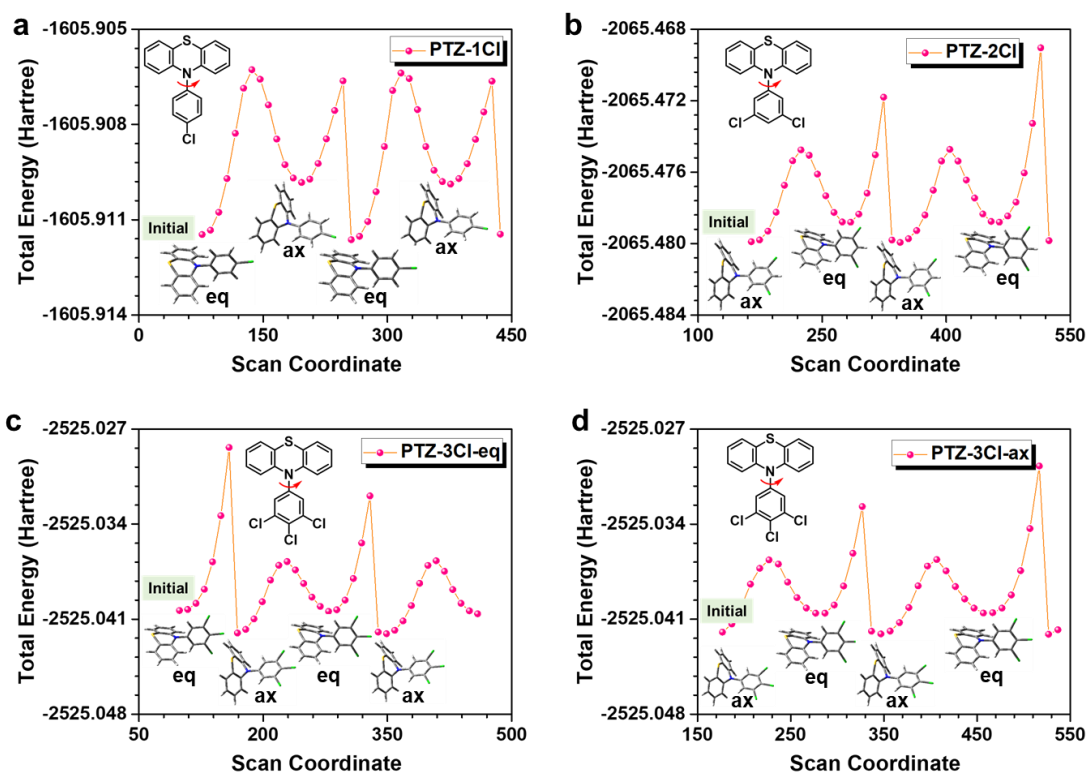 a
-1605.905
-1605.908
-1605.911
-1605.914
Total Energy (Hartree)
PTZ-1Cl
S
N
Cl
Initial
eq
ax
eq
ax
0 150 300 450
Scan Coordinate
b
-2065.468
-2065.472
-2065.476
-2065.480
-2065.484
Total Energy (Hartree)
PTZ-2Cl
S
N
Cl Cl
Initial
ax
eq
ax
eq
100 250 400 550
Scan Coordinate
c
-2525.027
-2525.034
-2525.041
-2525.048
Total Energy (Hartree)
PTZ-3Cl-eq
S
N
Cl Cl
Cl
Initial
eq
ax
eq
ax
50 200 350 500
Scan Coordinate
d
-2525.027
-2525.034
-2525.041
-2525.048
Total Energy (Hartree)
PTZ-3Cl-ax
S
N
Cl Cl
Cl
Initial
ax
eq
ax
eq
150 250 350 450 550
Scan Coordinate